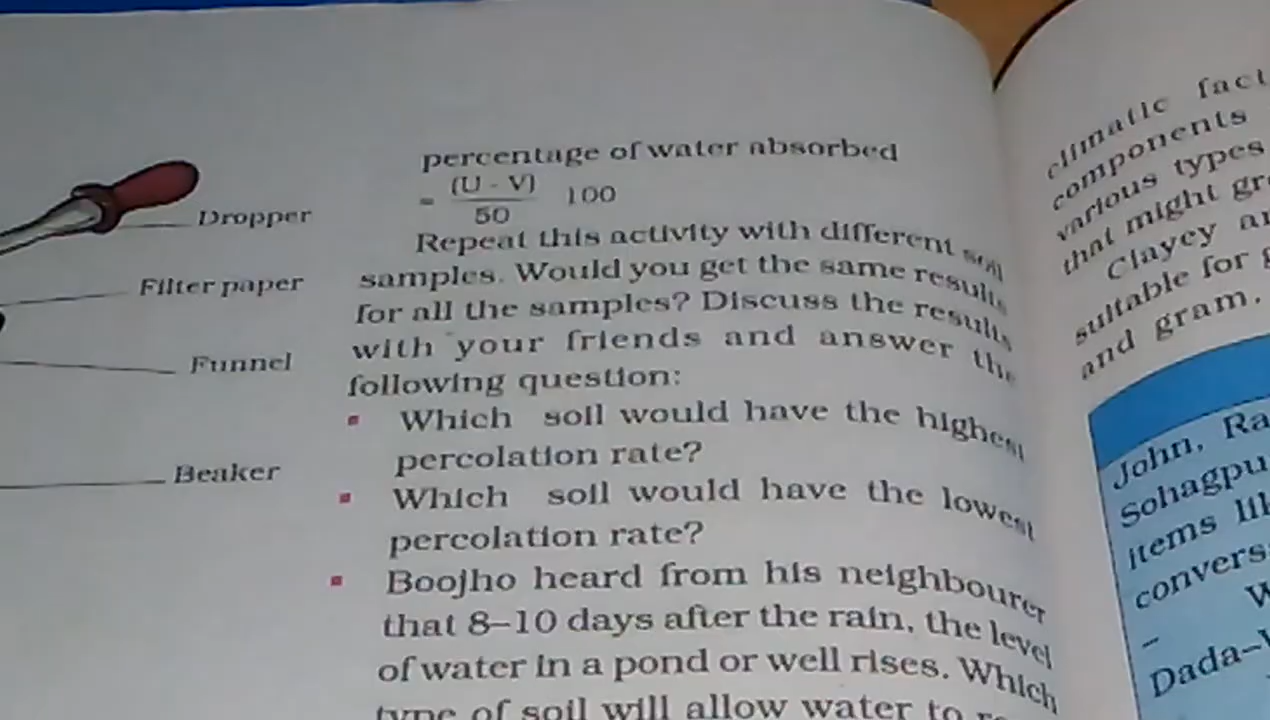 Dropper
Filter paper
Funnel
Beaker
percentage of water absorbed
= (U - V) 100
50
Repeat this activity with different soil
samples. Would you get the same results
for all the samples? Discuss the results
with your friends and answer the
following question:
▪ Which soil would have the highest
percolation rate?
▪ Which soil would have the lowest
percolation rate?
▪ Boojho heard from his neighbourer
that 8–10 days after the rain, the level
of water in a pond or well rises. Which
type of soil will allow water to
climatic fact
components
various types
that might gr
Clayey a
suitable for g
and gram.
John, Ra
Sohagpu
items lik
convers
W
–
Dada–